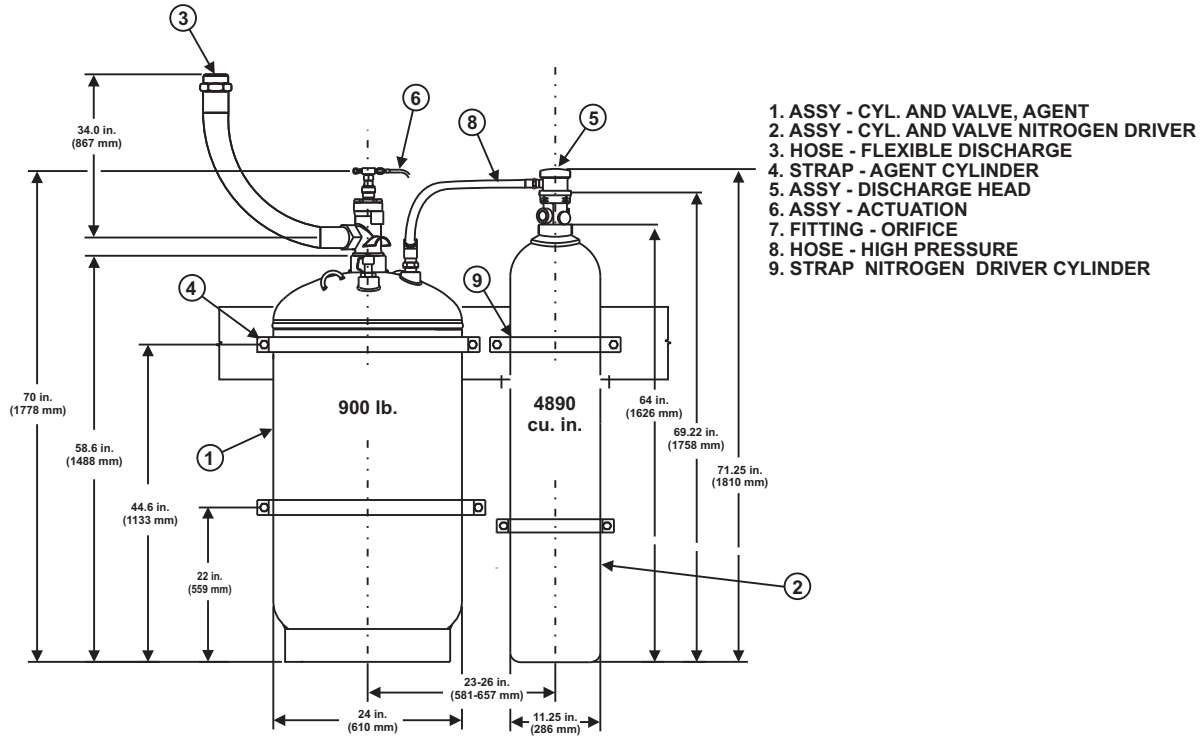 3
6
8
5
34.0 in.
(867 mm)
1. ASSY - CYL. AND VALVE, AGENT
2. ASSY - CYL. AND VALVE NITROGEN DRIVER
3. HOSE - FLEXIBLE DISCHARGE
4. STRAP - AGENT CYLINDER
5. ASSY - DISCHARGE HEAD
6. ASSY - ACTUATION
7. FITTING - ORIFICE
8. HOSE - HIGH PRESSURE
9. STRAP NITROGEN DRIVER CYLINDER
4
9
70 in.
(1778 mm)
900 lb.
4890
cu. in.
64 in.
(1626 mm)
58.6 in.
(1488 mm)
1
69.22 in.
(1758 mm)
71.25 in.
(1810 mm)
44.6 in.
(1133 mm)
22 in.
(559 mm)
2
23-26 in.
(581-657 mm)
24 in.
(610 mm)
11.25 in.
(286 mm)